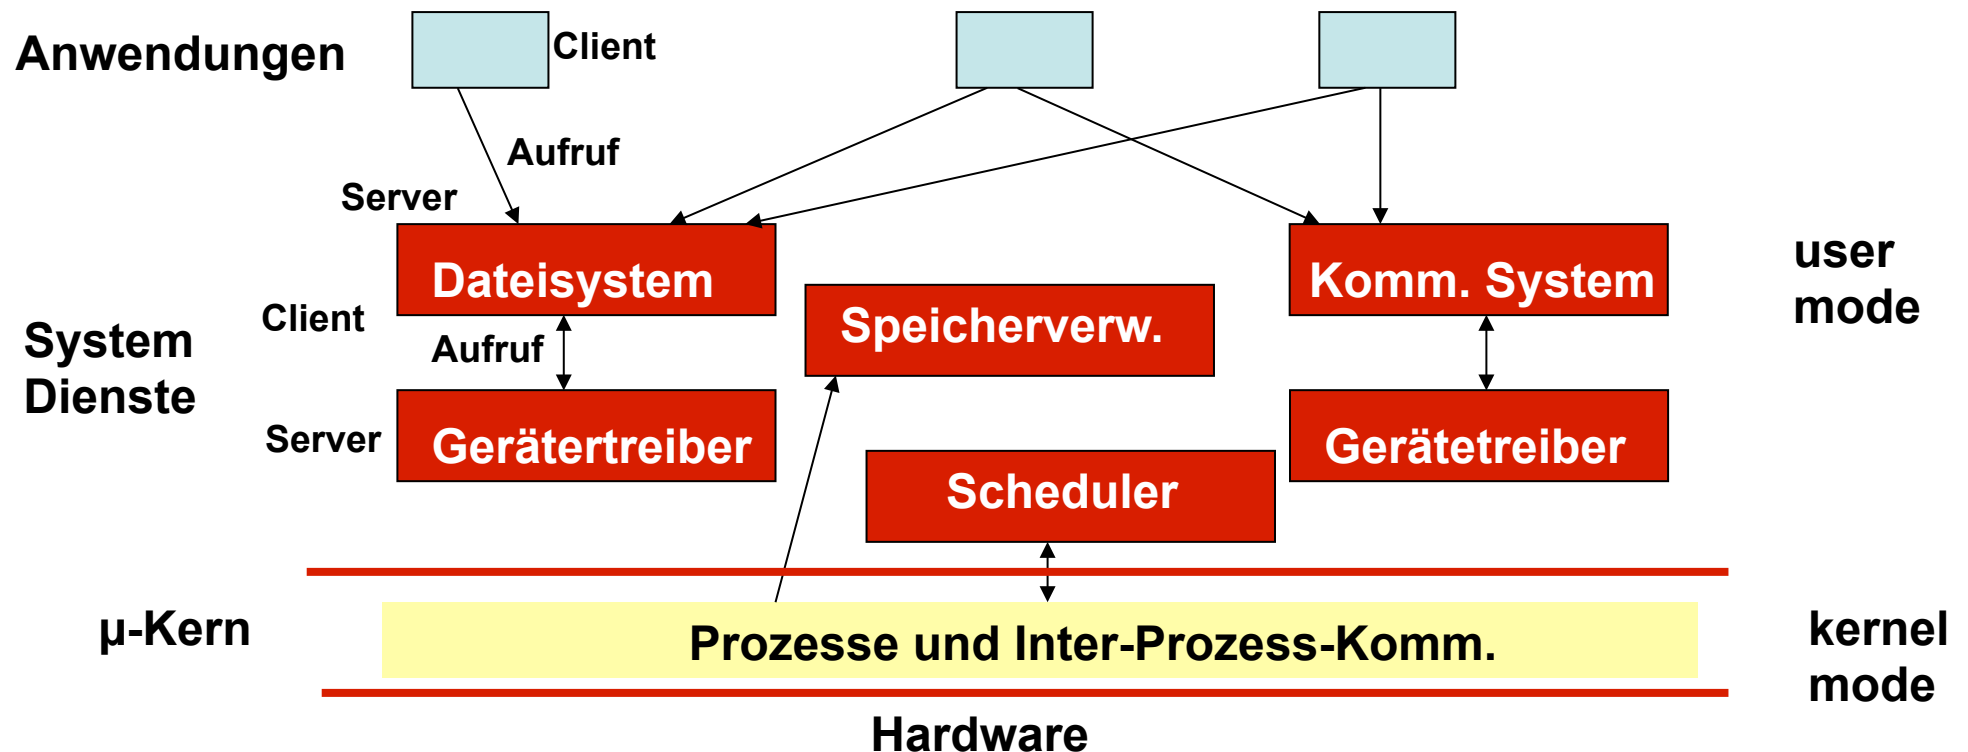 Anwendungen
Client
Aufruf
Server
Dateisystem
Komm. System
user
mode
Client
Speicherverw.
System
Dienste
Aufruf
Server
Gerätertreiber
Gerätetreiber
Scheduler
µ-Kern
Prozesse und Inter-Prozess-Komm.
kernel
mode
Hardware